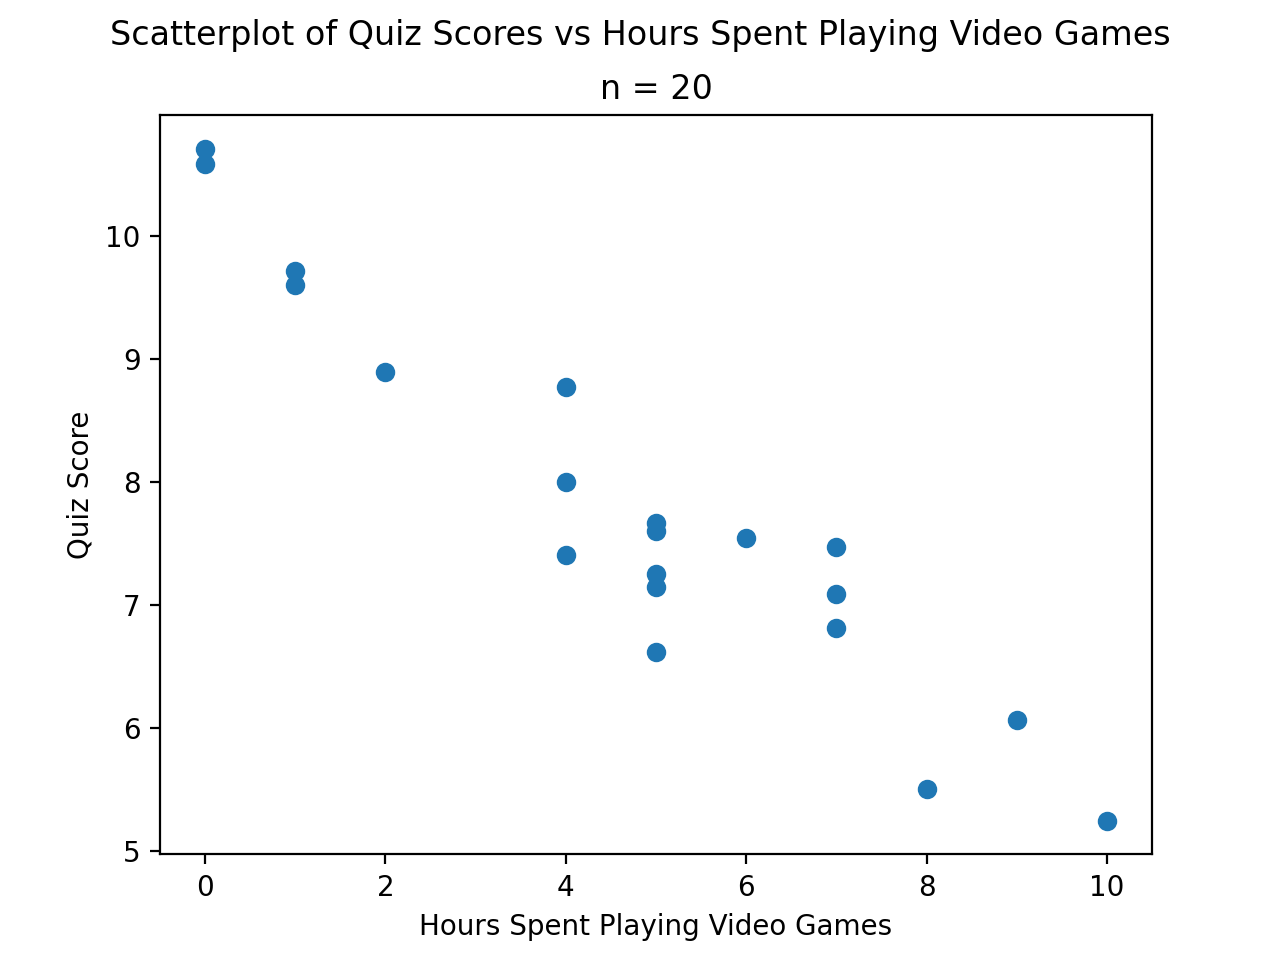 Scatterplot of Quiz Scores vs Hours Spent Playing Video Games
n = 20
Quiz Score
10
9
8
7
6
5
0 2 4 6 8 10
Hours Spent Playing Video Games